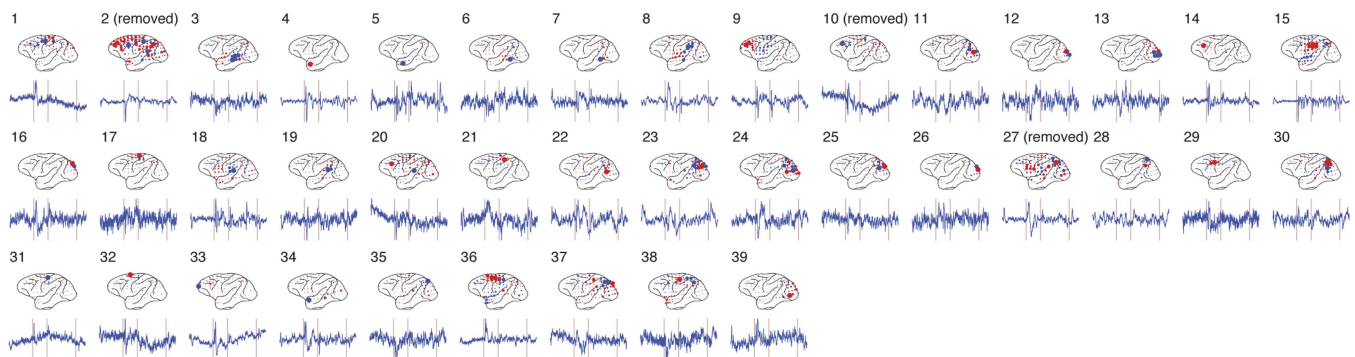 1 2 (removed) 3 4 5 6 7 8 9 10 (removed) 11 12 13 14 15
16 17 18 19 20 21 22 23 24 25 26 27 (removed) 28 29 30
31 32 33 34 35 36 37 38 39